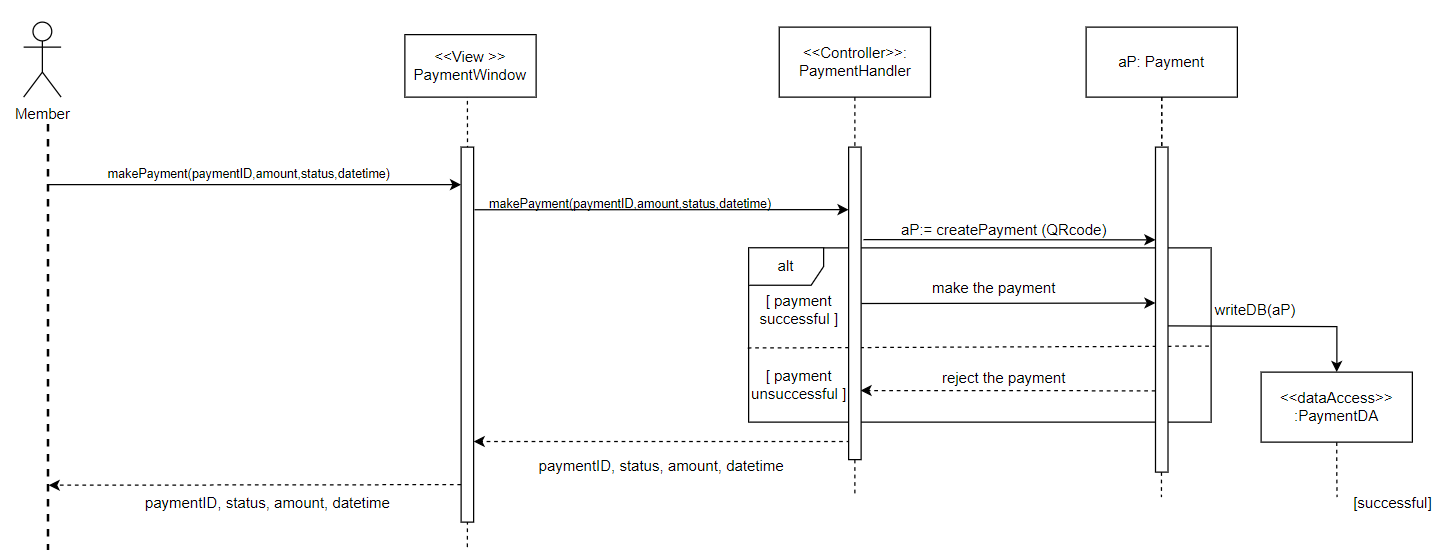 Member
<<View >>
PaymentWindow
<<Controller>>:
PaymentHandler
aP: Payment
makePayment(paymentID,amount,status,datetime)
makePayment(paymentID,amount,status,datetime)
aP:= createPayment (QRcode)
alt
[ payment
successful ]
make the payment
writeDB(aP)
[ payment
unsuccessful ]
reject the payment
<<dataAccess>>
:PaymentDA
paymentID, status, amount, datetime
paymentID, status, amount, datetime
[successful]